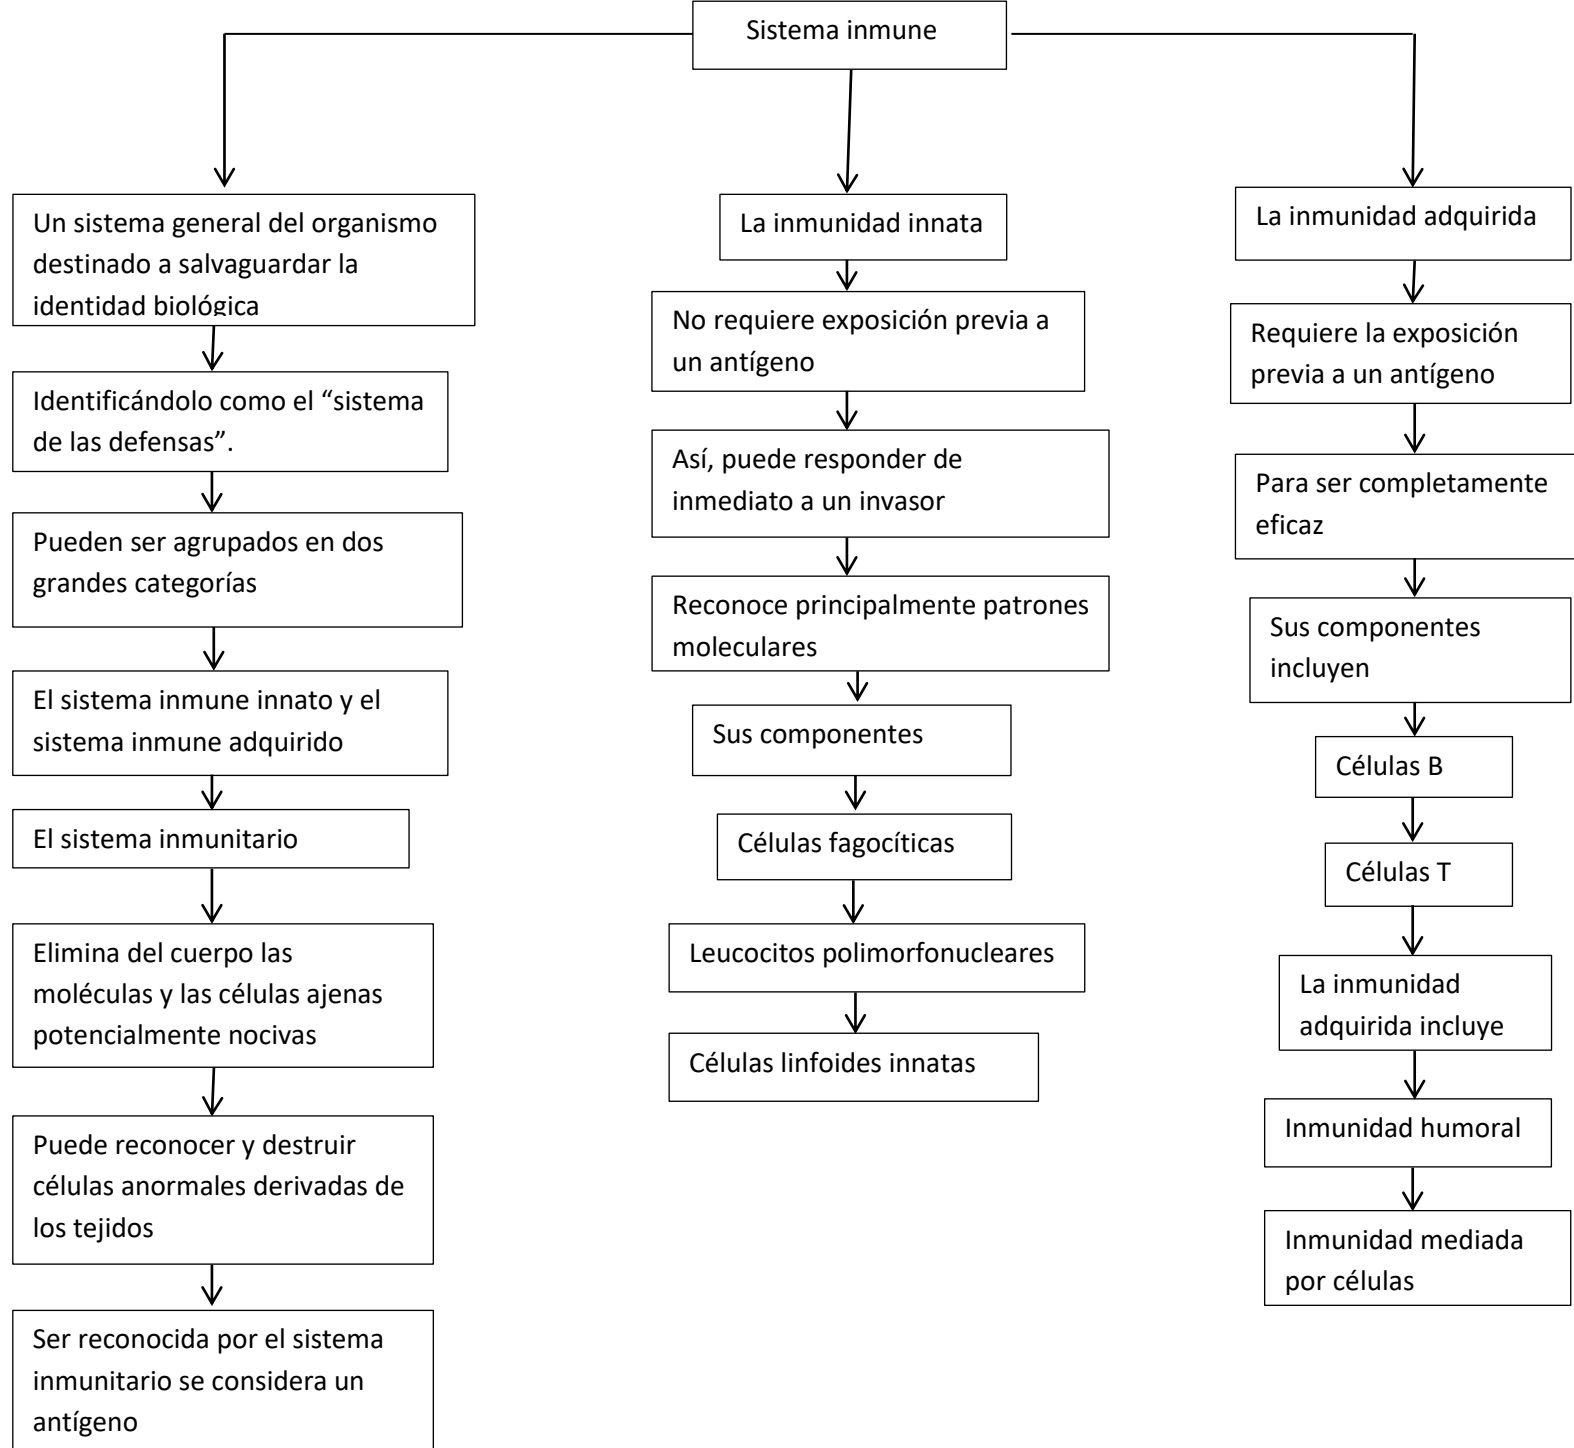 Sistema inmune
Un sistema general del organismo
destinado a salvaguardar la
identidad biológica
Identificándolo como el “sistema
de las defensas”.
Pueden ser agrupados en dos
grandes categorías
El sistema inmune innato y el
sistema inmune adquirido
El sistema inmunitario
Elimina del cuerpo las
moléculas y las células ajenas
potencialmente nocivas
Puede reconocer y destruir
células anormales derivadas de
los tejidos
Ser reconocida por el sistema
inmunitario se considera un
antígeno
La inmunidad innata
No requiere exposición previa a
un antígeno
Así, puede responder de
inmediato a un invasor
Reconoce principalmente patrones
moleculares
Sus componentes
Células fagocíticas
Leucocitos polimorfonucleares
Células linfoides innatas
La inmunidad adquirida
Requiere la exposición
previa a un antígeno
Para ser completamente
eficaz
Sus componentes
incluyen
Células B
Células T
La inmunidad
adquirida incluye
Inmunidad humoral
Inmunidad mediada
por células